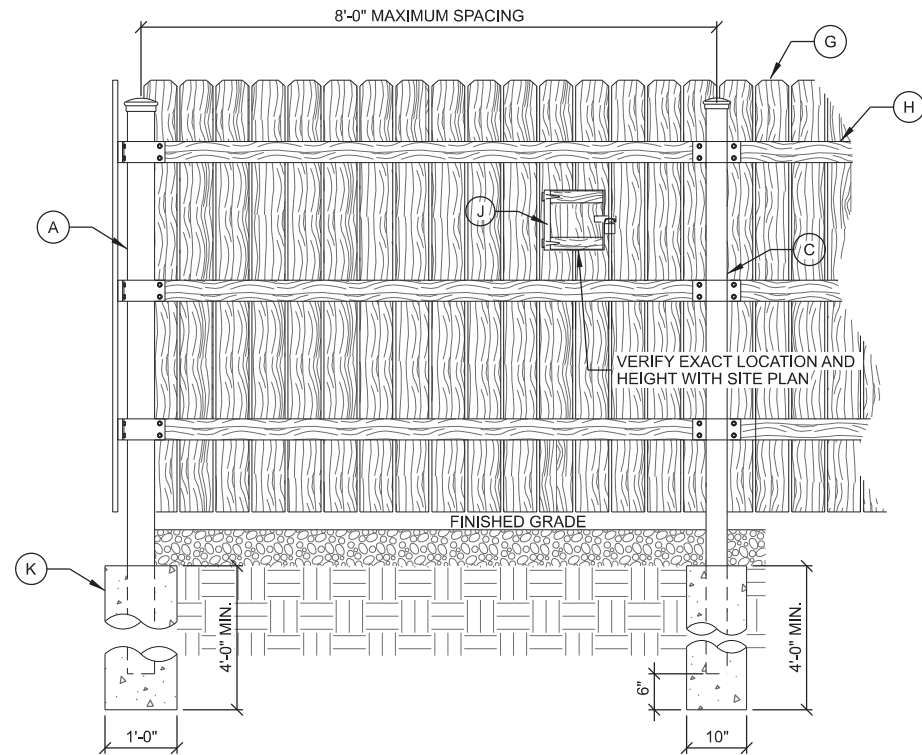 8'-0" MAXIMUM SPACING
G
H
A
J
C
VERIFY EXACT LOCATION AND
HEIGHT WITH SITE PLAN
FINISHED GRADE
K
4'-0" MIN.
4'-0" MIN.
6"
1'-0"
10"